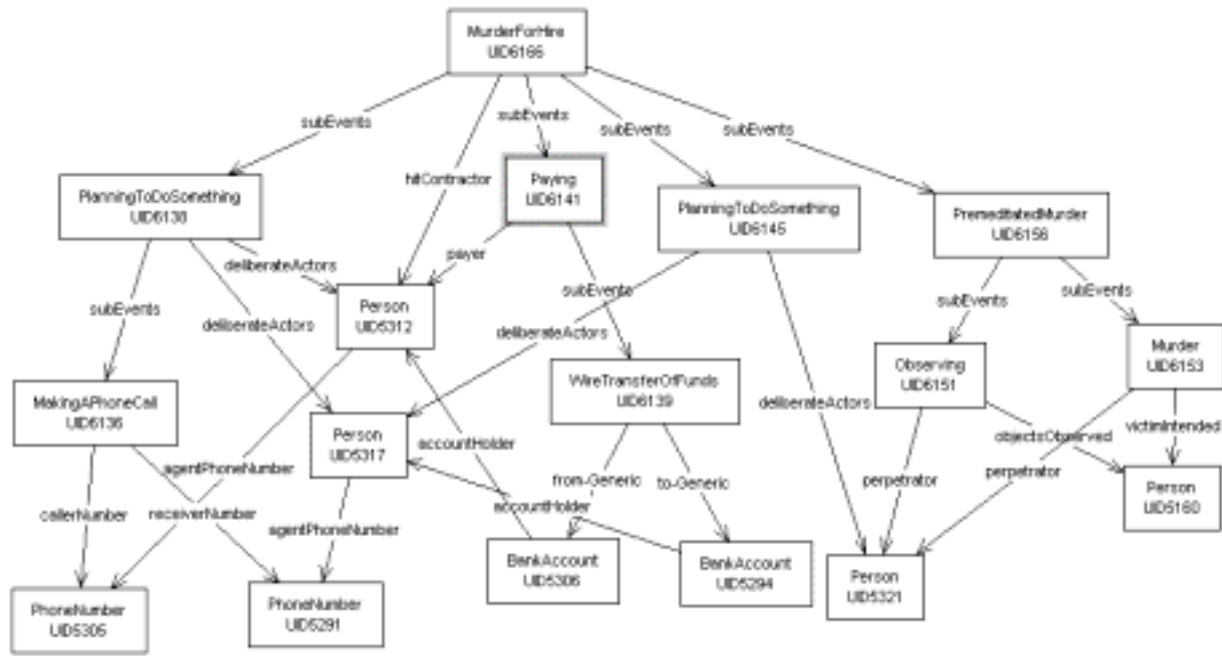 MurderForHire
UID6166
subEvents
subEvents
subEvents
subEvents
hitContractor
PlanningToDoSomething
UID6138
Paying
UID6141
PlanningToDoSomething
UID6145
PremeditatedMurder
UID6156
deliberateActors
payer
subEvents
deliberateActors
Person
UID5312
subEvents
deliberateActors
subEvents
subEvents
MakingAPhoneCall
UID6136
WireTransferOfFunds
UID6139
Observing
UID6151
Murder
UID6153
deliberateActors
Person
UID5317
accountHolder
objectsObserved
victimIntended
agentPhoneNumber
from-Generic
to-Generic
perpetrator
perpetrator
Person
UID5160
callerNumber
receiverNumber
agentPhoneNumber
accountHolder
PhoneNumber
UID5305
PhoneNumber
UID5291
BankAccount
UID5306
BankAccount
UID5294
Person
UID5321